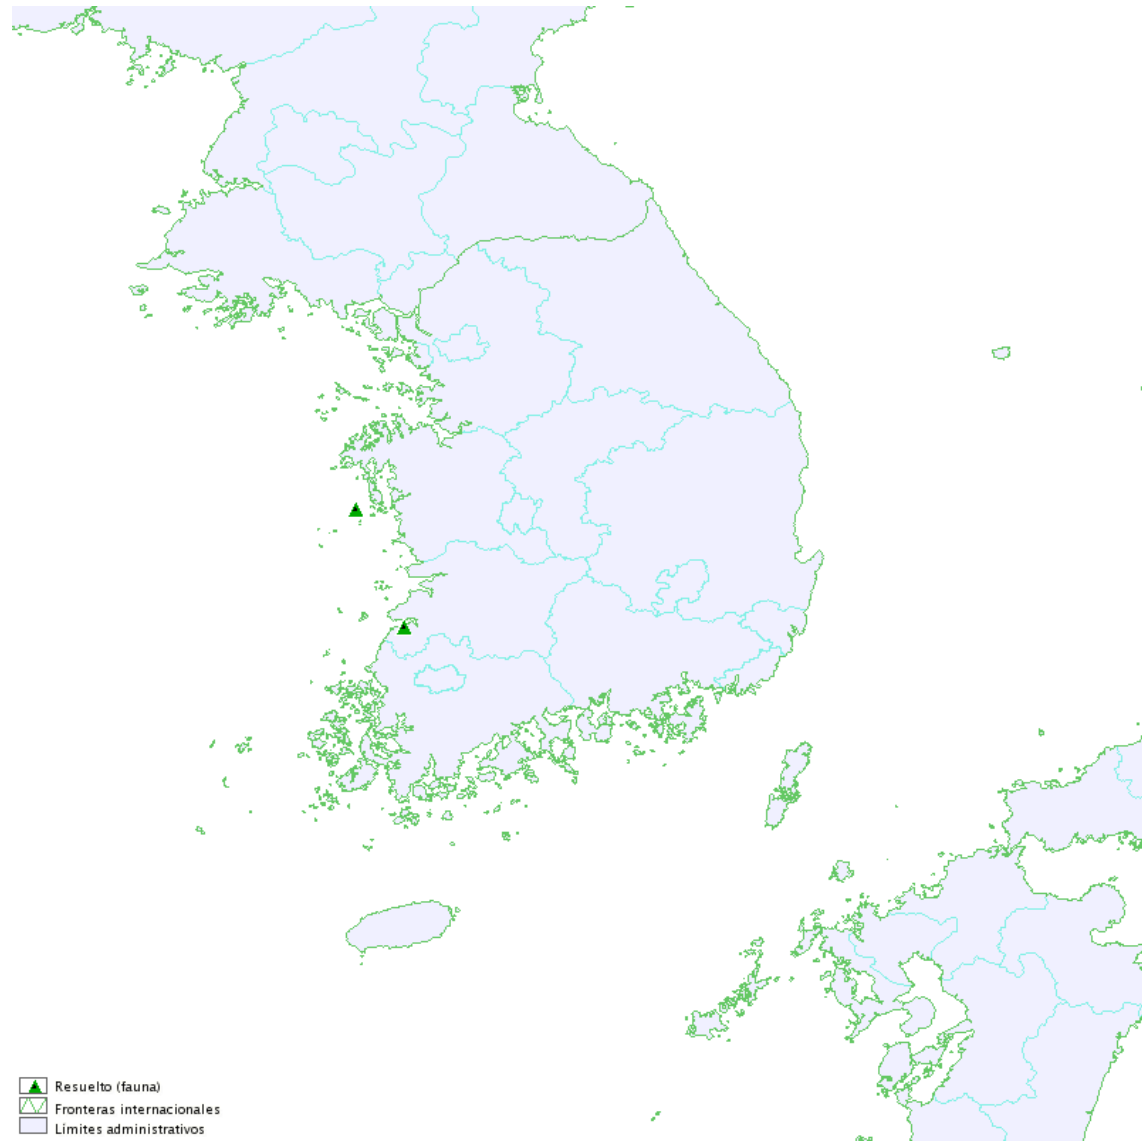 Resuelto (fauna)
Fronteras internacionales
Límites administrativos